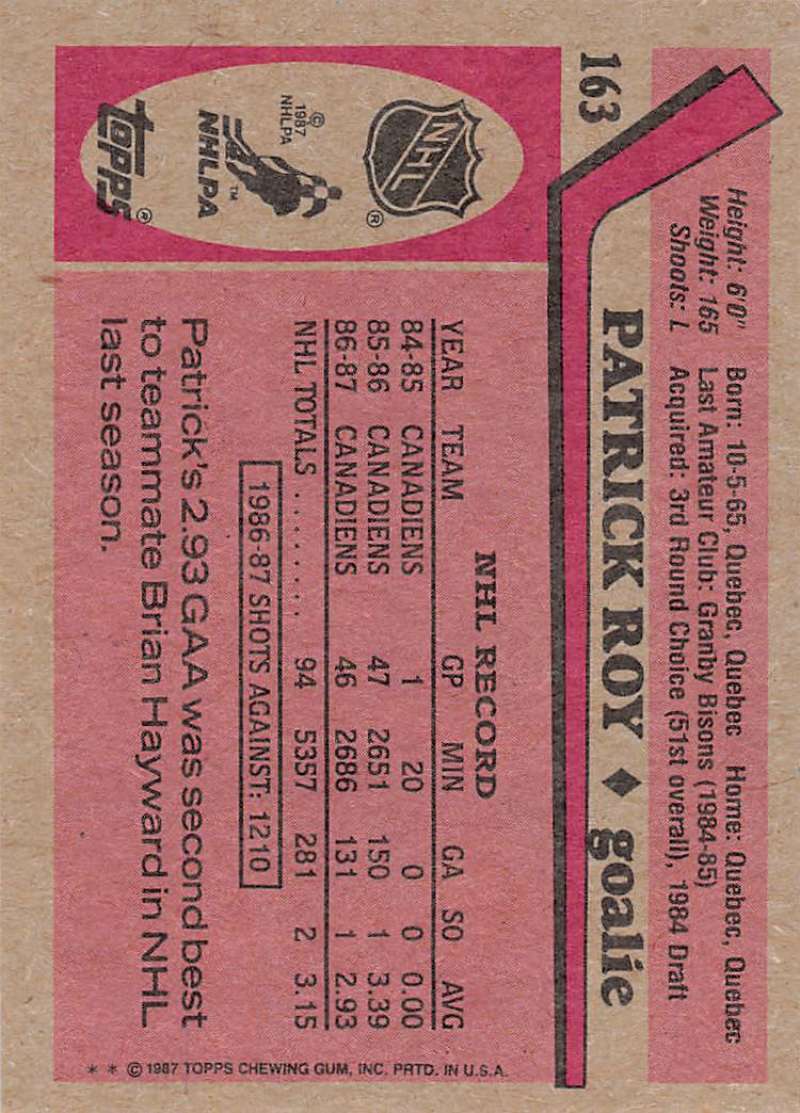 163
Height: 6'0" Born: 10-5-65, Quebec, Quebec Home: Quebec, Quebec
Weight: 165 Last Amateur Club: Granby Bisons (1984-85)
Shoots: L Acquired: 3rd Round Choice (51st overall), 1984 Draft
PATRICK ROY ♦ goalie
NHL
®
© 1987
NHLPA
TM
NHLPA
TOPPS®
NHL RECORD
YEAR TEAM GP MIN GA SO AVG
84-85 CANADIENS 1 20 0 0 0.00
85-86 CANADIENS 47 2651 150 1 3.39
86-87 CANADIENS 46 2686 131 1 2.93
NHL TOTALS ........ 94 5357 281 2 3.15
1986-87 SHOTS AGAINST: 1210
Patrick's 2.93 GAA was second best
to teammate Brian Hayward in NHL
last season.
* * © 1987 TOPPS CHEWING GUM, INC. PRTD. IN U.S.A.